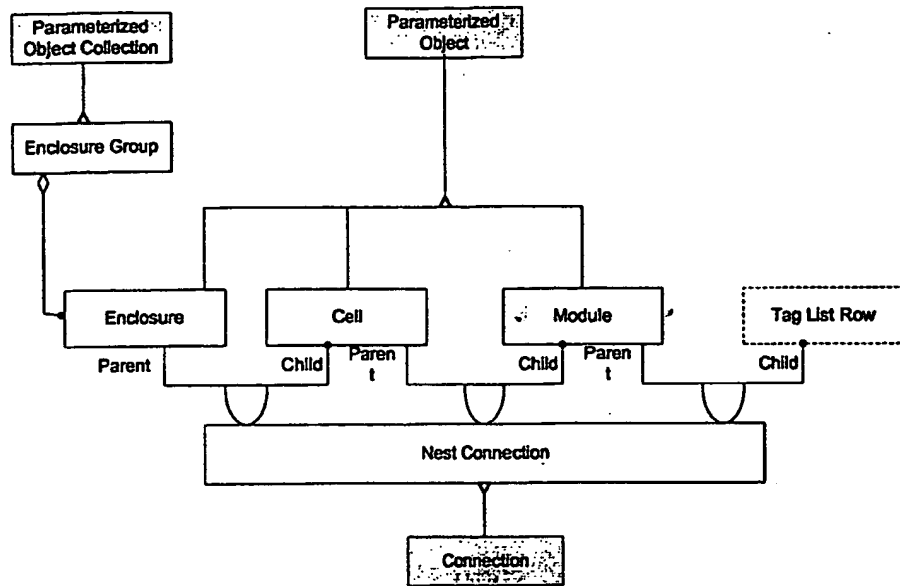 Parameterized
Object Collection
Parameterized
Object
Enclosure Group
Enclosure
Cell
Module
Tag List Row
Parent
Child
Paren
t
Child
Paren
t
Child
Nest Connection
Connection